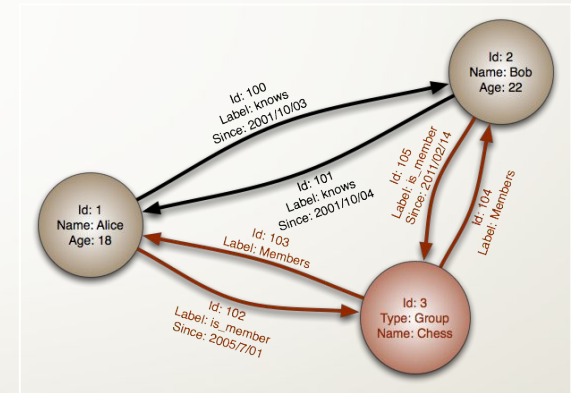 Id: 2
Name: Bob
Age: 22
Id: 100
Label: knows
Since: 2001/10/03
Id: 101
Label: knows
Since: 2001/10/04
Id: 105
Label: is_member
Since: 2011/02/14
Id: 104
Label: Members
Id: 1
Name: Alice
Age: 18
Id: 103
Label: Members
Id: 102
Label: is_member
Since: 2005/7/01
Id: 3
Type: Group
Name: Chess